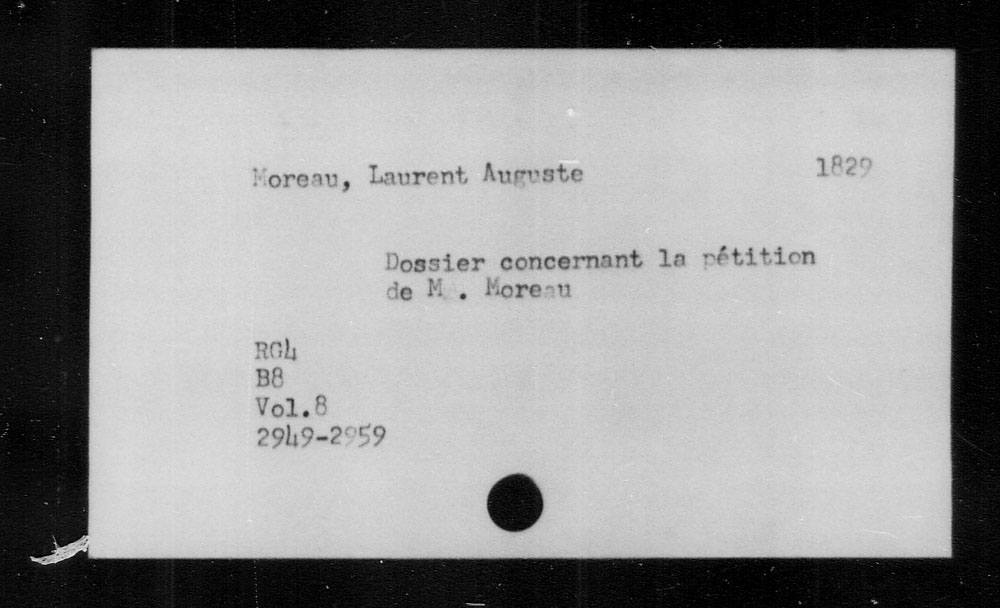 Moreau, Laurent Auguste 1829
Dossier concernant la pétition
de M . Moreau
RG4
B8
Vol.8
2949-2959